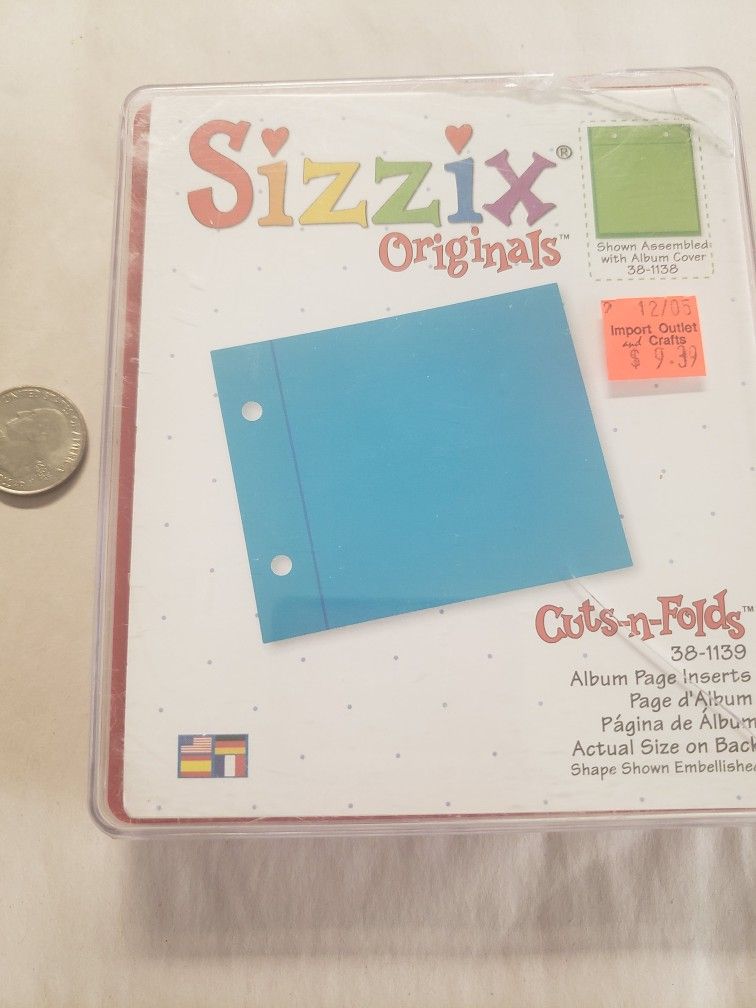 Sizzix®
Originals™
Shown Assembled
with Album Cover
38-1138
12/05
Import Outlet
and Crafts
$ 9.39
Cuts-n-Folds™
38-1139
Album Page Inserts
Page d'Album
Página de Álbum
Actual Size on Back
Shape Shown Embellished